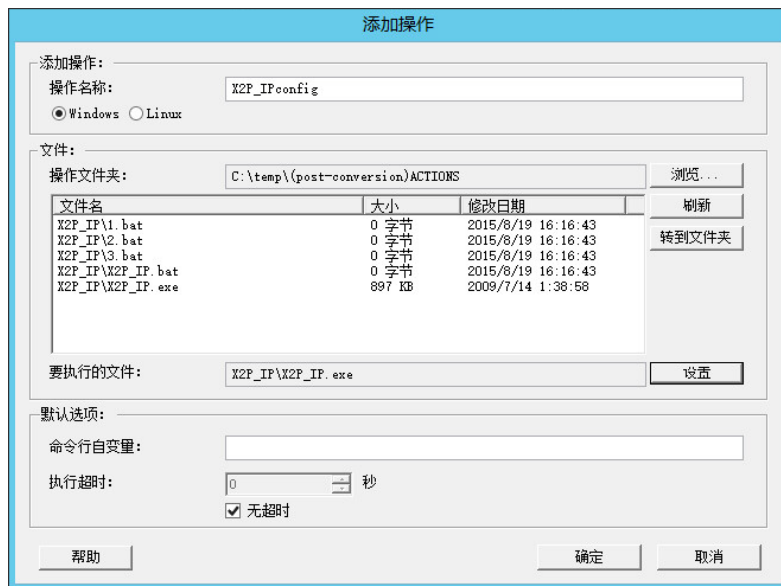 添加操作
添加操作:
操作名称: X2P_IPconfig
Windows Linux
文件:
操作文件夹: C:\temp\(post-conversion)ACTIONS 浏览...
文件名 大小 修改日期 刷新
X2P_IP\1.bat 0 字节 2015/8/19 16:16:43
X2P_IP\2.bat 0 字节 2015/8/19 16:16:43 转到文件夹
X2P_IP\3.bat 0 字节 2015/8/19 16:16:43
X2P_IP\X2P_IP.bat 0 字节 2015/8/19 16:16:43
X2P_IP\X2P_IP.exe 897 KB 2009/7/14 1:38:58
要执行的文件: X2P_IP\X2P_IP.exe 设置
默认选项:
命令行自变量:
执行超时: 0 秒
无超时
帮助 确定 取消